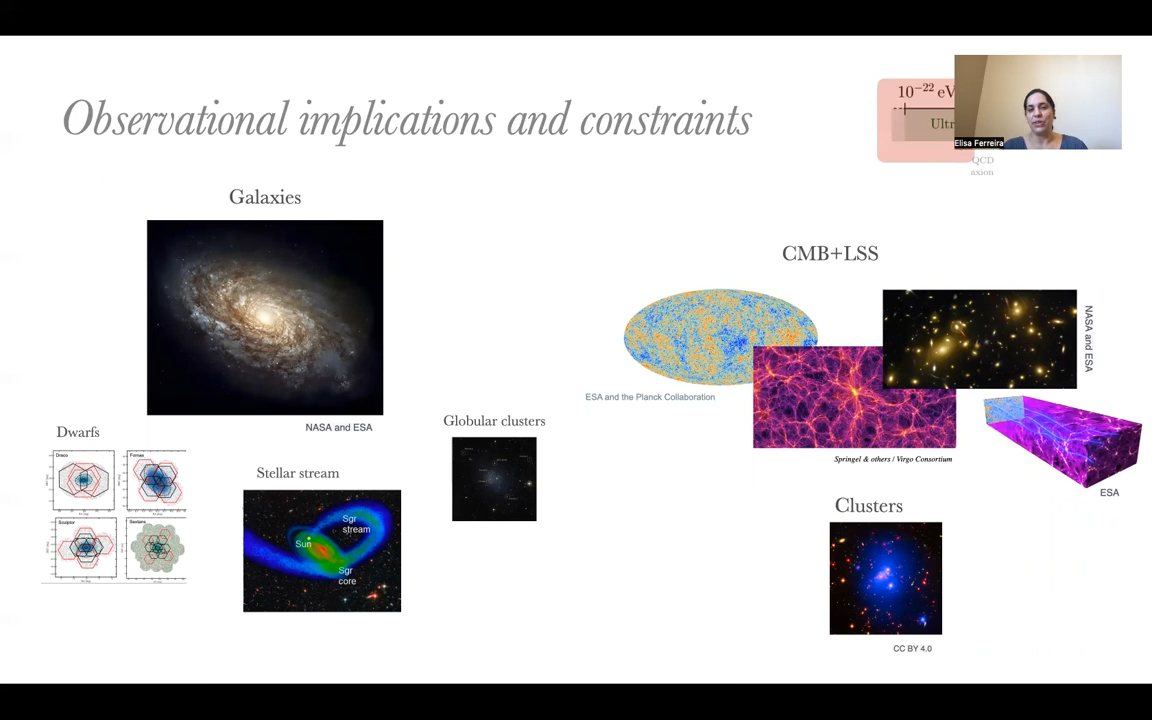 Observational implications and constraints
10⁻²² eV
Ultr
Elisa Ferreira
QCD
axion
Galaxies
NASA and ESA
Dwarfs
Draco
Fornax
Sculptor
Sextans
Stellar stream
Sgr
stream
Sun
Sgr
core
Globular clusters
CMB+LSS
ESA and the Planck Collaboration
NASA and ESA
Springel & others / Virgo Consortium
ESA
Clusters
CC BY 4.0